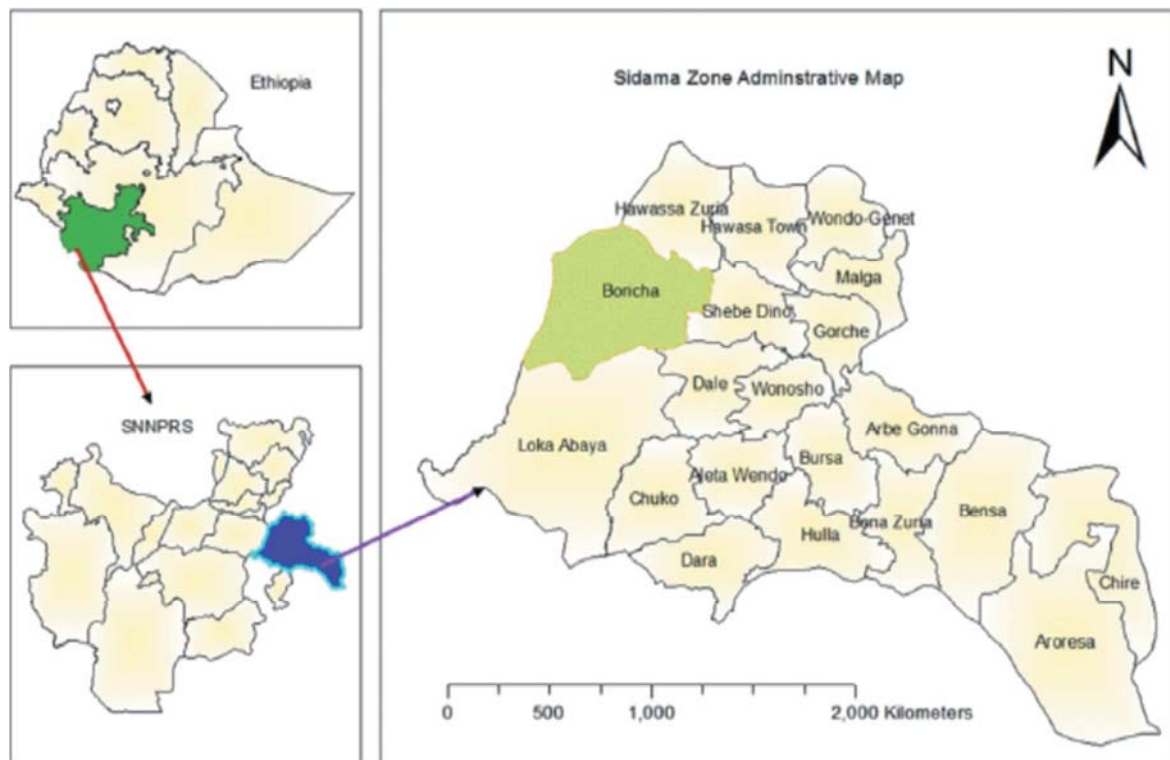 Ethiopia
SNNPRS
Sidama Zone Adminstrative Map
N
Hawassa Zuria
Hawasa Town
Wondo-Genet
Malga
Boricha
Shebe Dino
Gorche
Dale
Wonosho
Arbe Gonna
Loka Abaya
Aleta Wendo
Bursa
Chuko
Bensa
Hulla
Bena Zuria
Dara
Chire
Aroresa
0 500 1,000 2,000 Kilometers